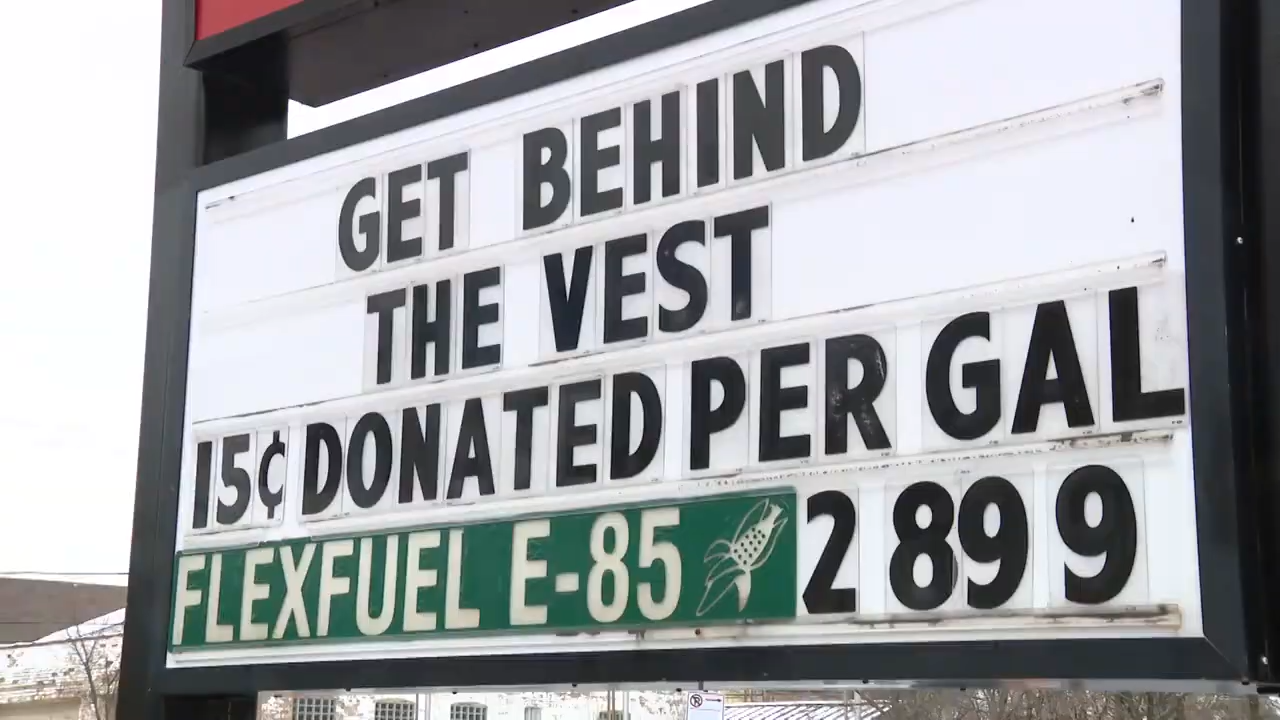 GET BEHIND
THE VEST
15¢ DONATED PER GAL
FLEXFUEL E-85 2 899